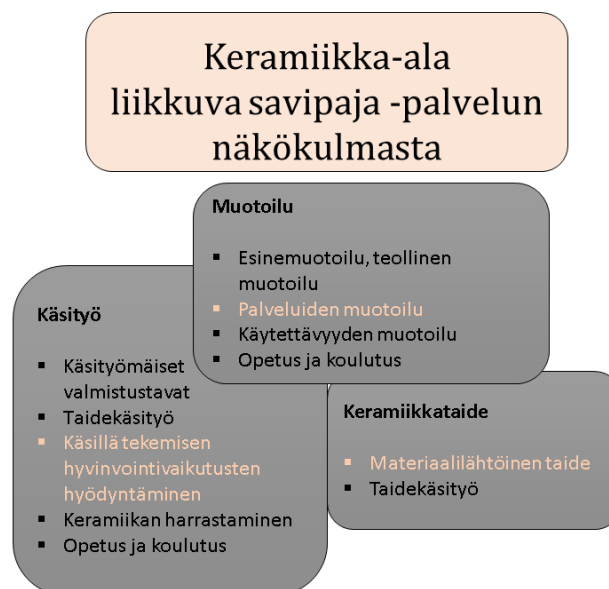 Keramiikka-ala
liikkuva savipaja -palvelun
näkökulmasta
Muotoilu
▪ Esinemuotoilu, teollinen
muotoilu
▪ Palveluiden muotoilu
▪ Käytettävyyden muotoilu
▪ Opetus ja koulutus
Käsityö
▪ Käsityömäiset
valmistustavat
▪ Taidekäsityö
▪ Käsillä tekemisen
hyvinvointivaikutusten
hyödyntäminen
▪ Keramiikan harrastaminen
▪ Opetus ja koulutus
Keramiikkataide
▪ Materiaalilähtöinen taide
▪ Taidekäsityö